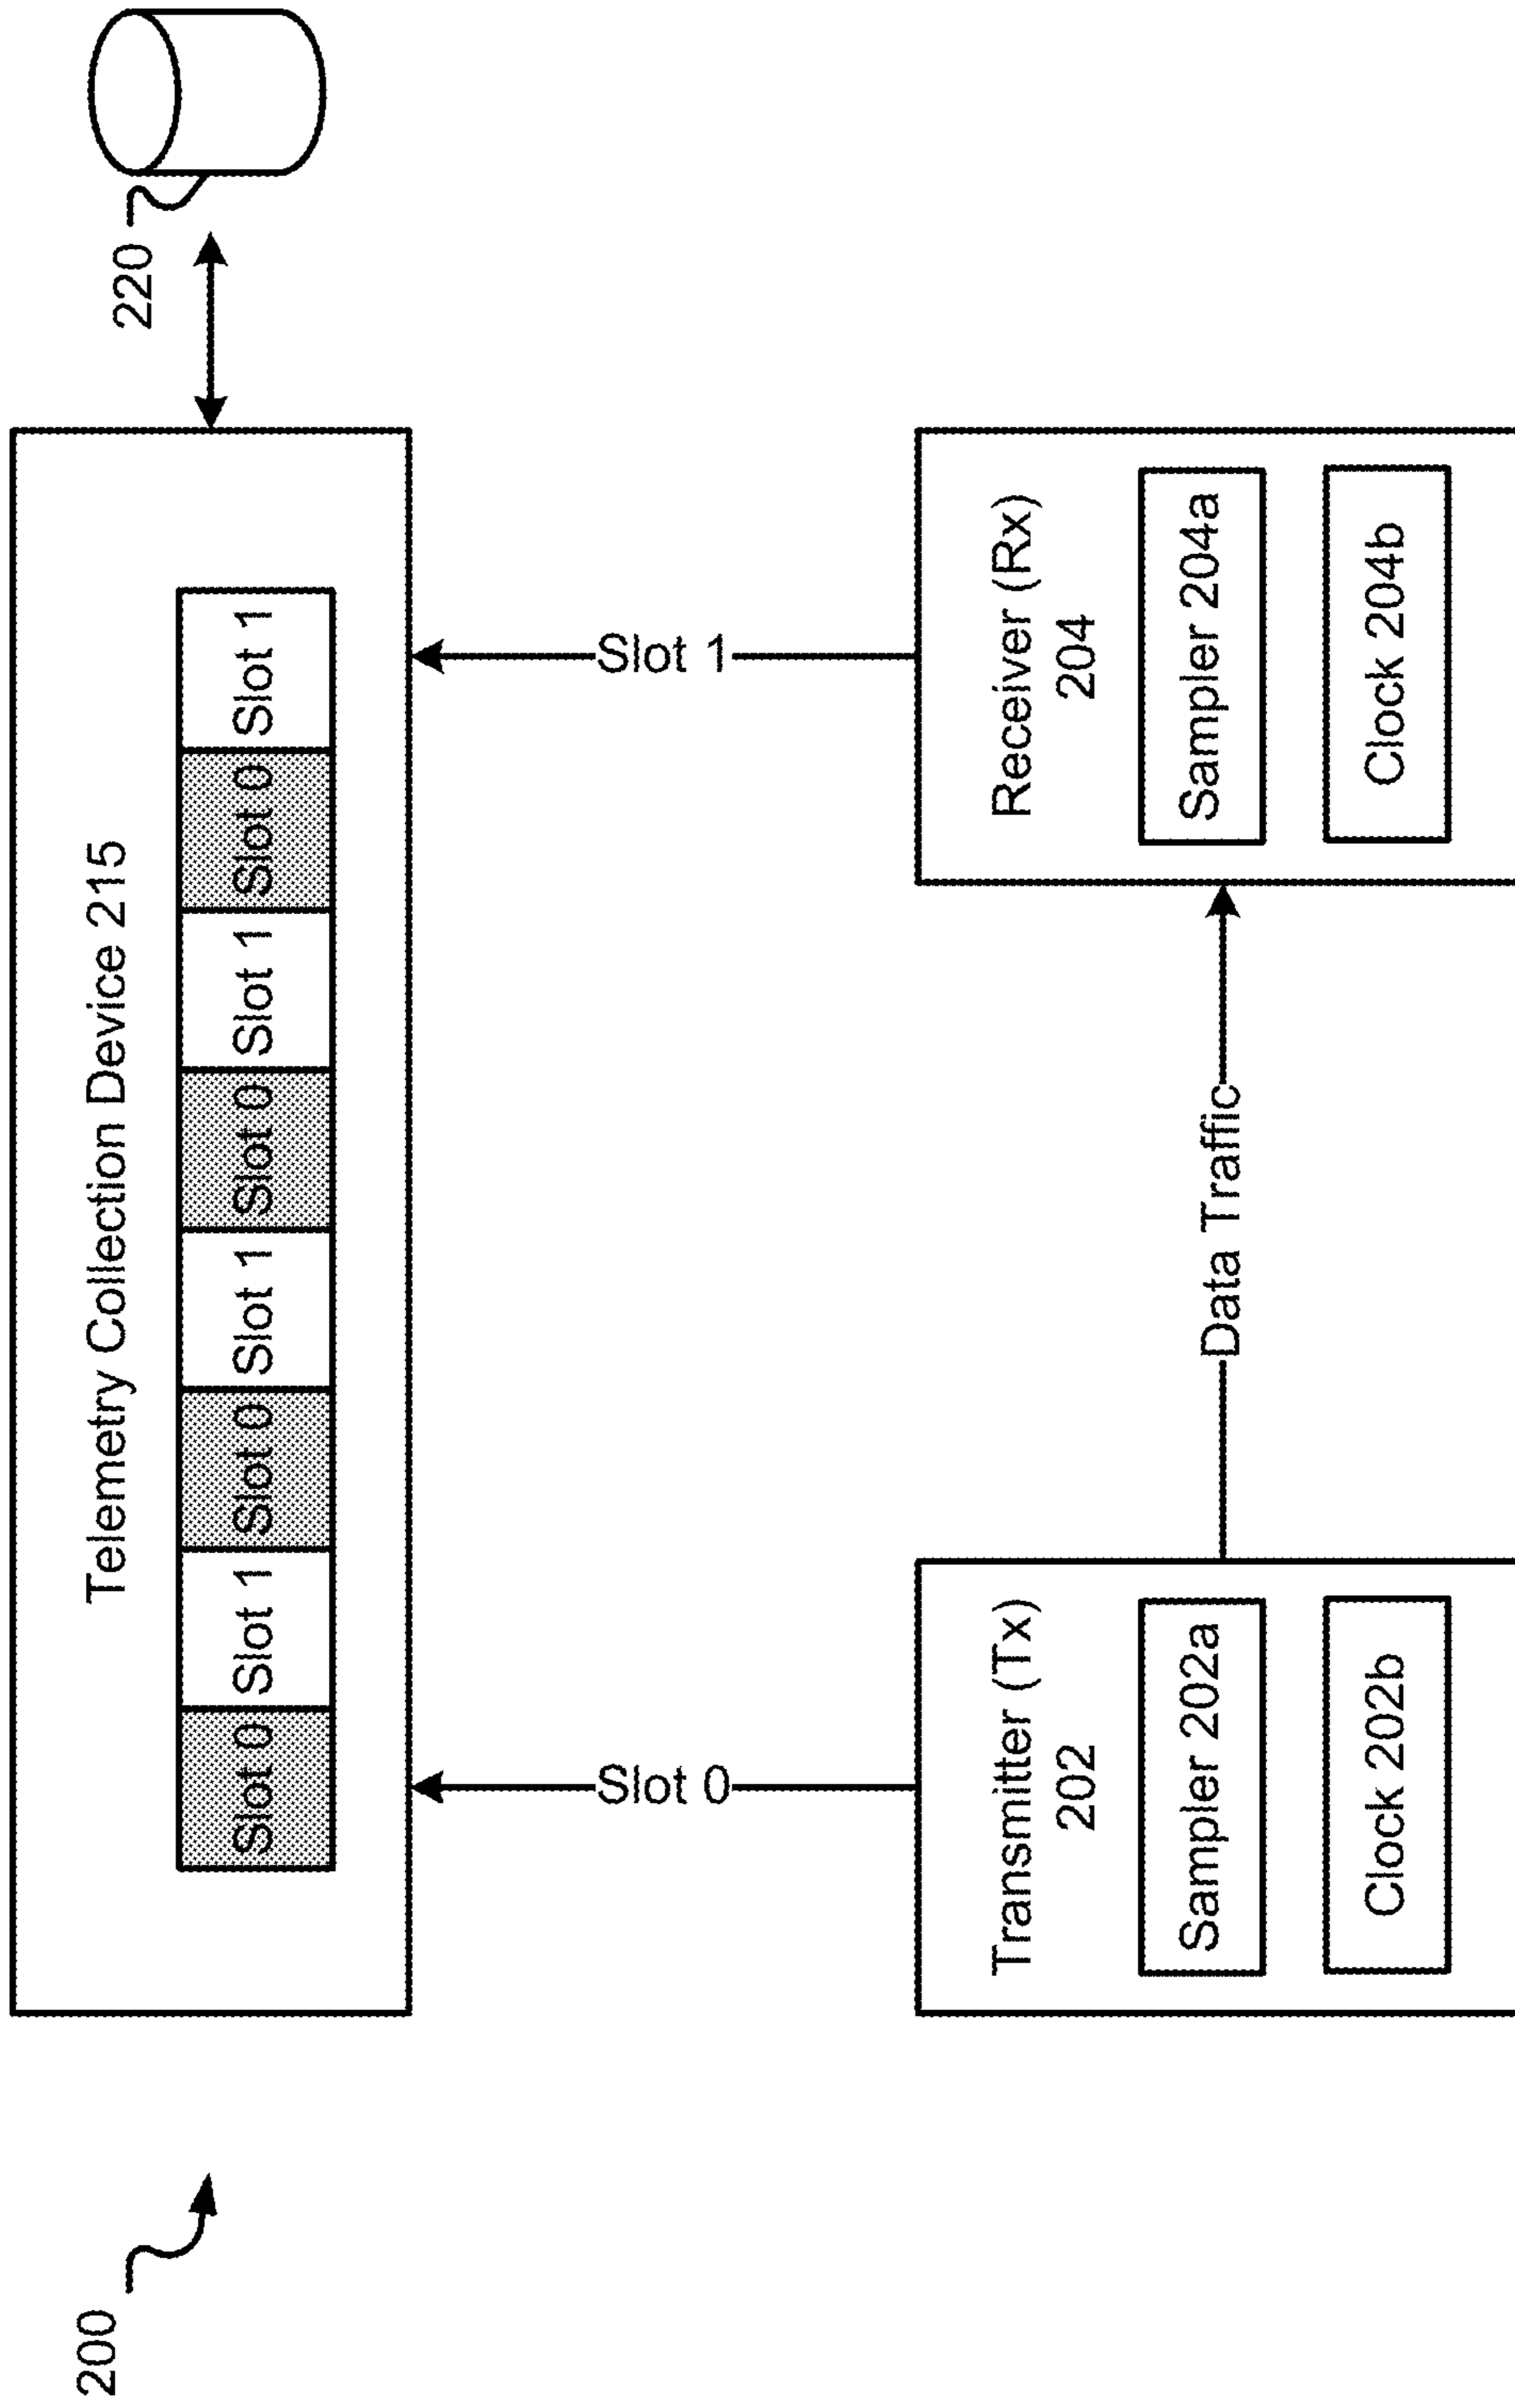 200
Telemetry Collection Device 215
Slot 0
Slot 1
Slot 0
Slot 1
Slot 0
Slot 1
Slot 0
Slot 1
220
Slot 0
Slot 1
Transmitter (Tx)
202
Sampler 202a
Clock 202b
Data Traffic
Receiver (Rx)
204
Sampler 204a
Clock 204b